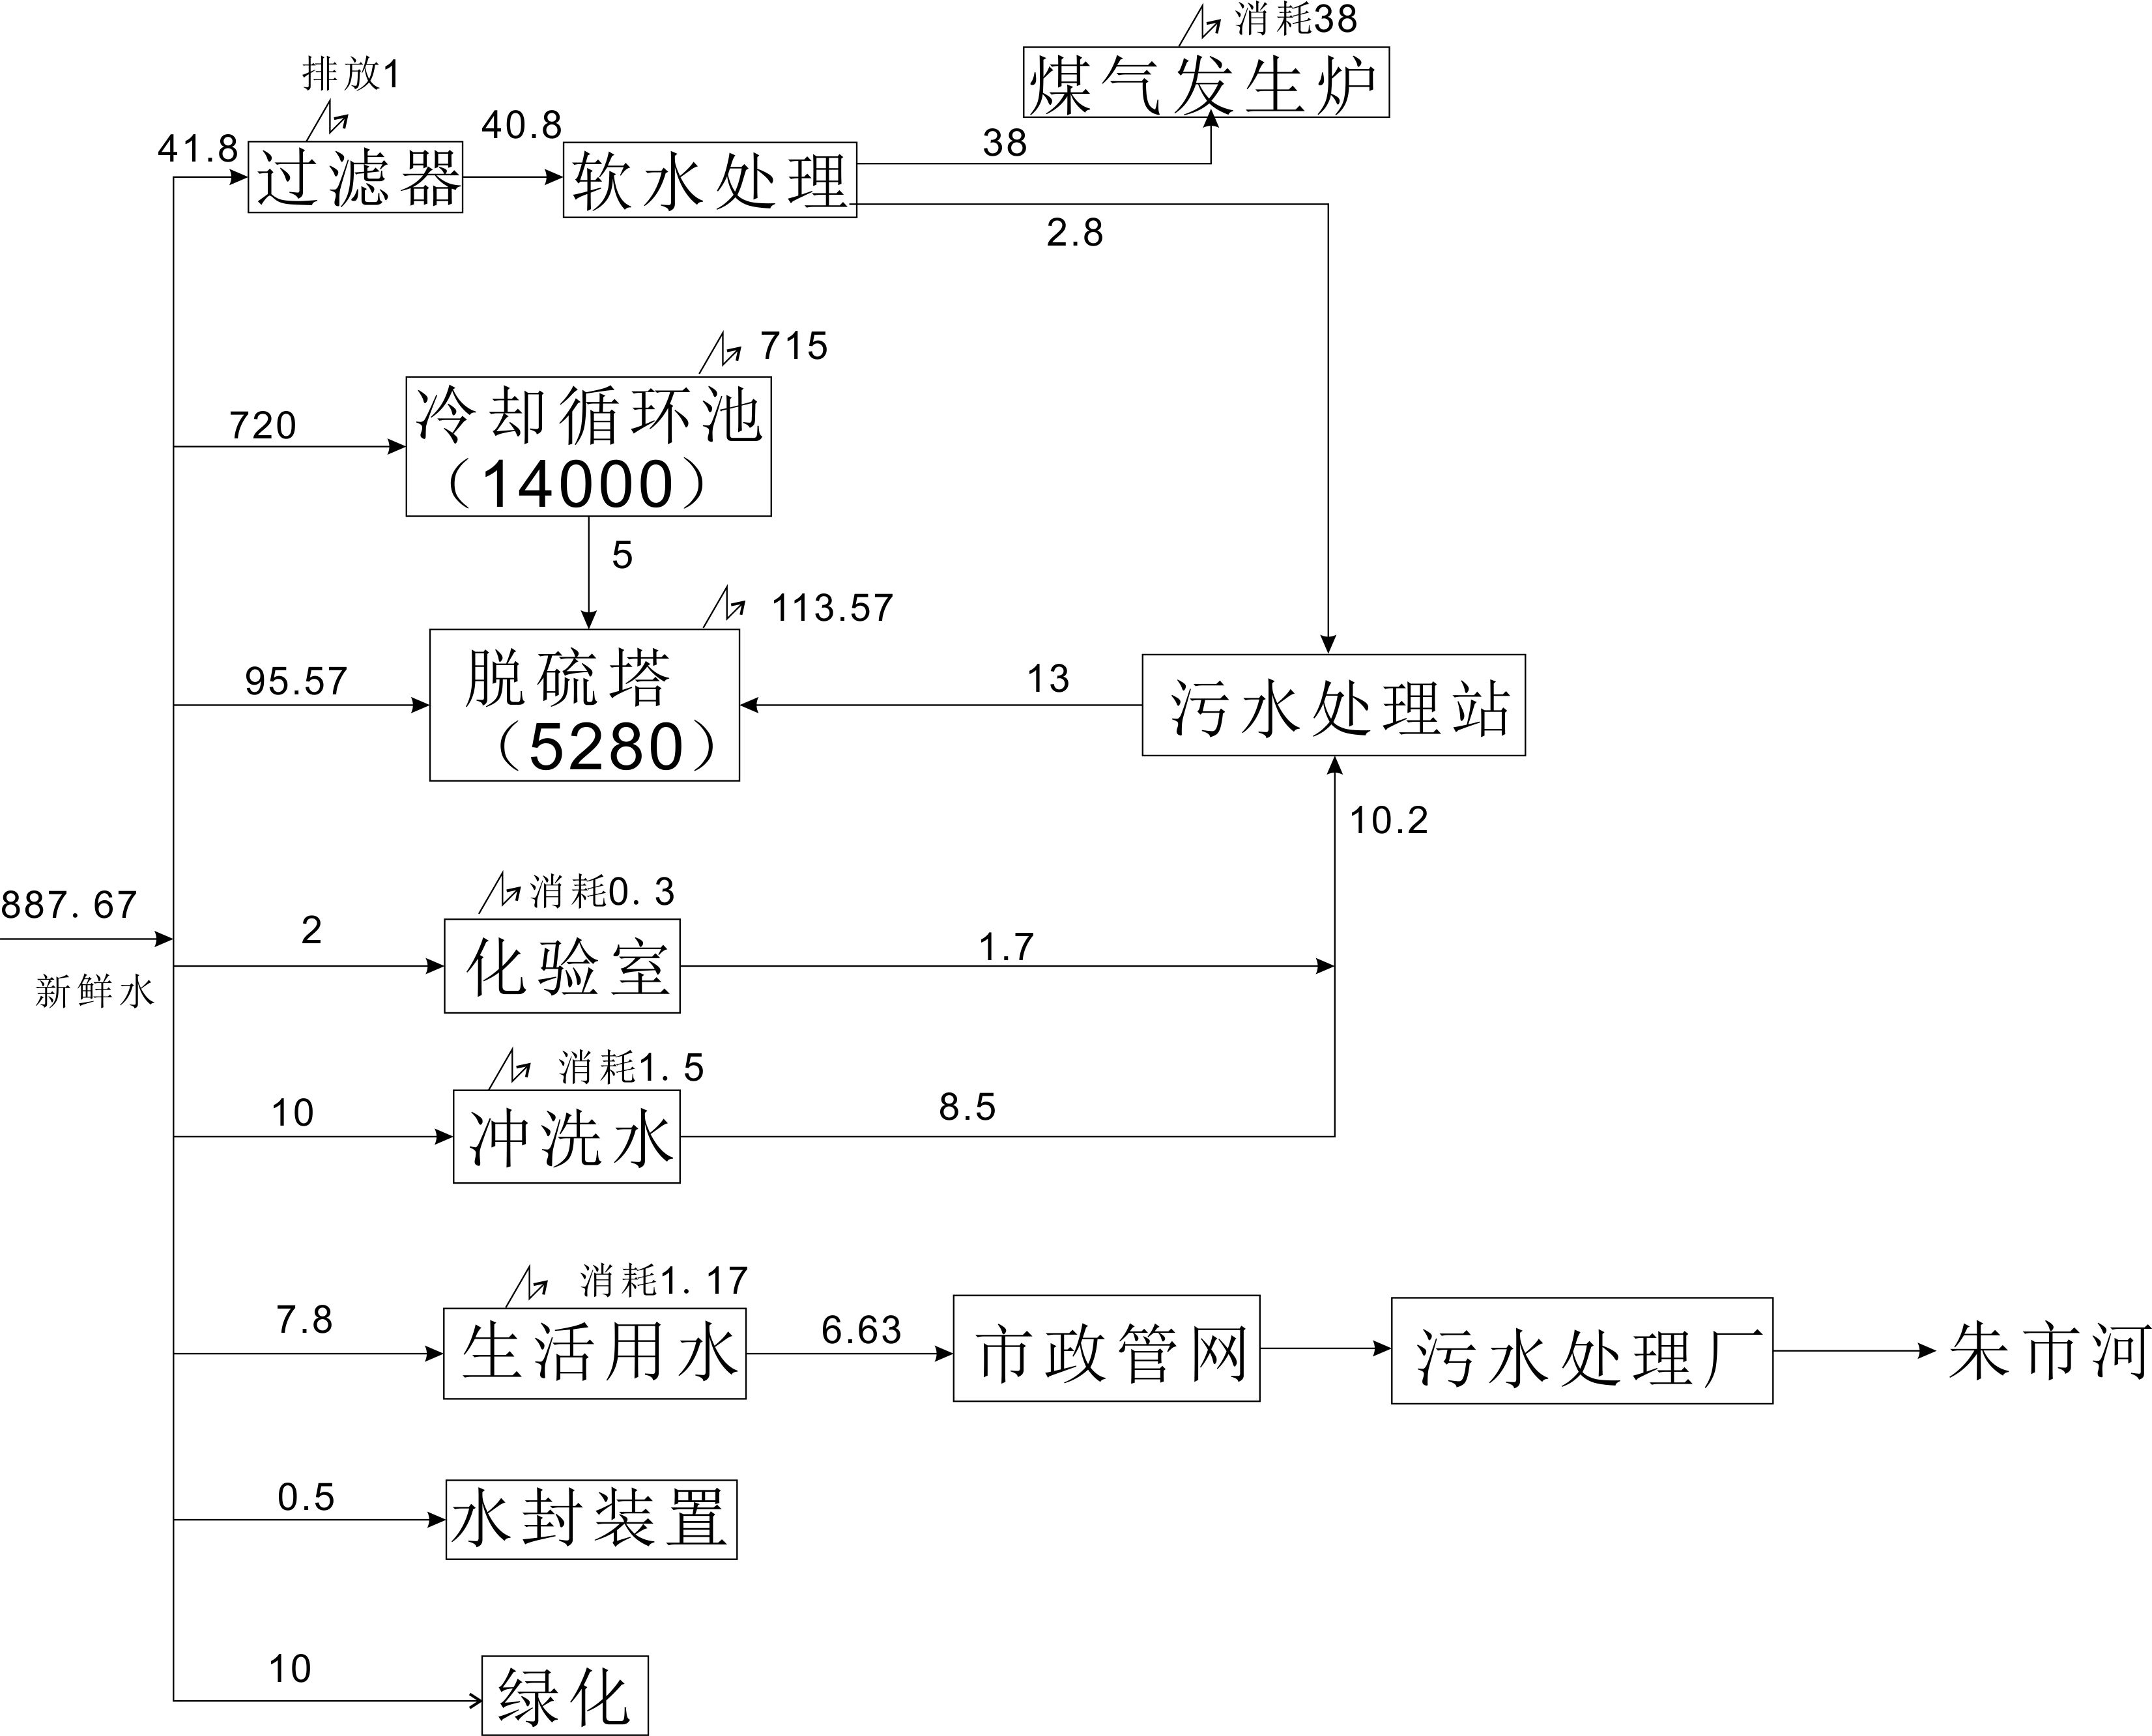 消耗38
煤气发生炉
排放1
41.8
过滤器
40.8
软水处理
38
2.8
715
720
冷却循环池
（14000）
5
113.57
95.57
脱硫塔
（5280）
13
污水处理站
10.2
887.67
新鲜水
消耗0.3
2
化验室
1.7
消耗1.5
10
冲洗水
8.5
消耗1.17
7.8
生活用水
6.63
市政管网
污水处理厂
朱市河
0.5
水封装置
10
绿化